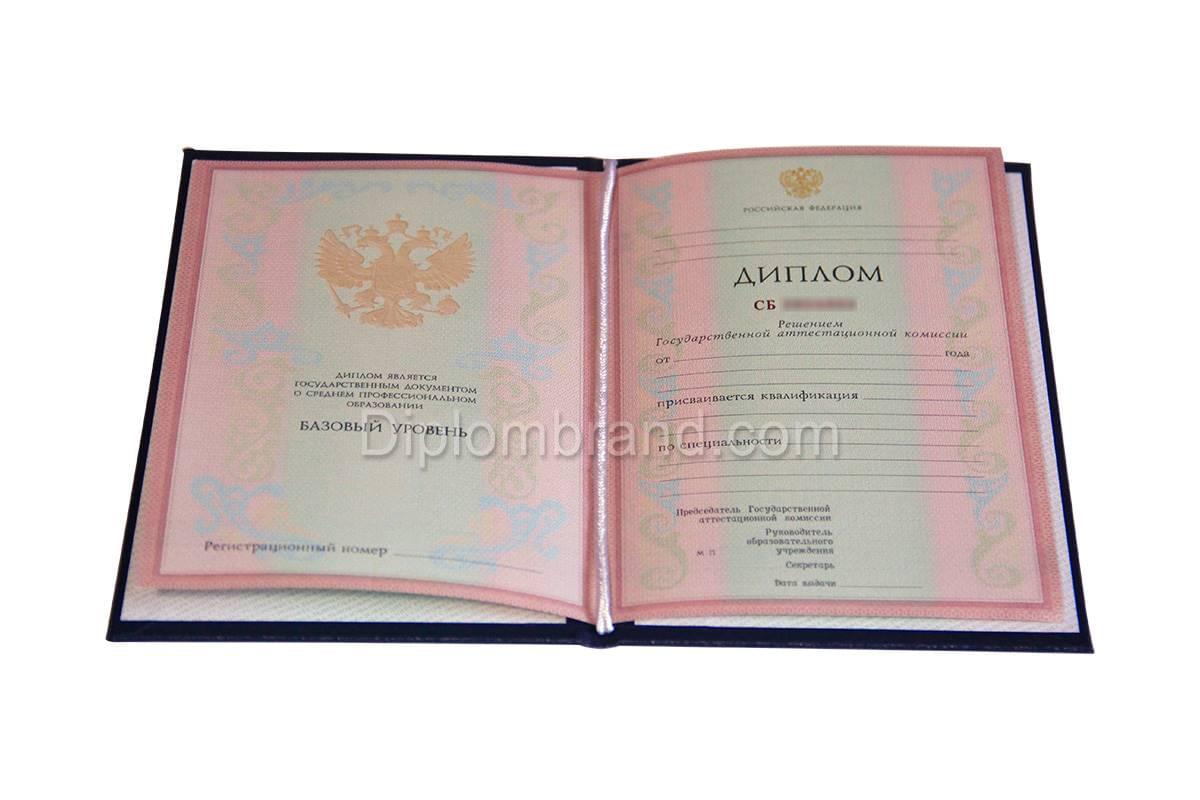 ДИПЛОМ ЯВЛЯЕТСЯ
ГОСУДАРСТВЕННЫМ ДОКУМЕНТОМ
О СРЕДНЕМ ПРОФЕССИОНАЛЬНОМ
ОБРАЗОВАНИИ
БАЗОВЫЙ УРОВЕНЬ
Регистрационный номер
РОССИЙСКАЯ ФЕДЕРАЦИЯ
ДИПЛОМ
СБ
Решением
Государственной аттестационной комиссии
от года
присваивается квалификация
по специальности
Председатель Государственной
аттестационной комиссии
Руководитель
образовательного
м п учреждения
Секретарь
Дата выдачи
Diplombrand.com